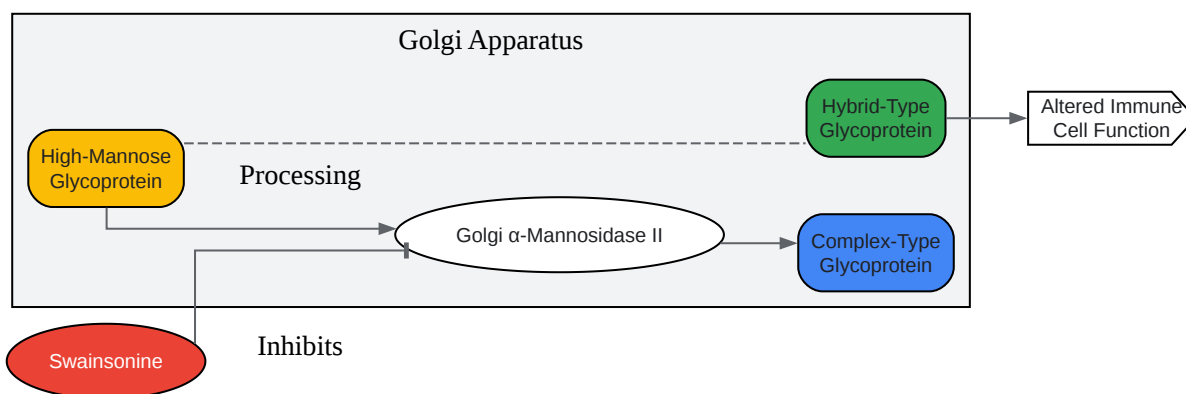 Golgi Apparatus
Hybrid-Type
Glycoprotein
Altered Immune
Cell Function
High-Mannose
Glycoprotein
Processing
Golgi α-Mannosidase II
Complex-Type
Glycoprotein
Inhibits
Swainsonine